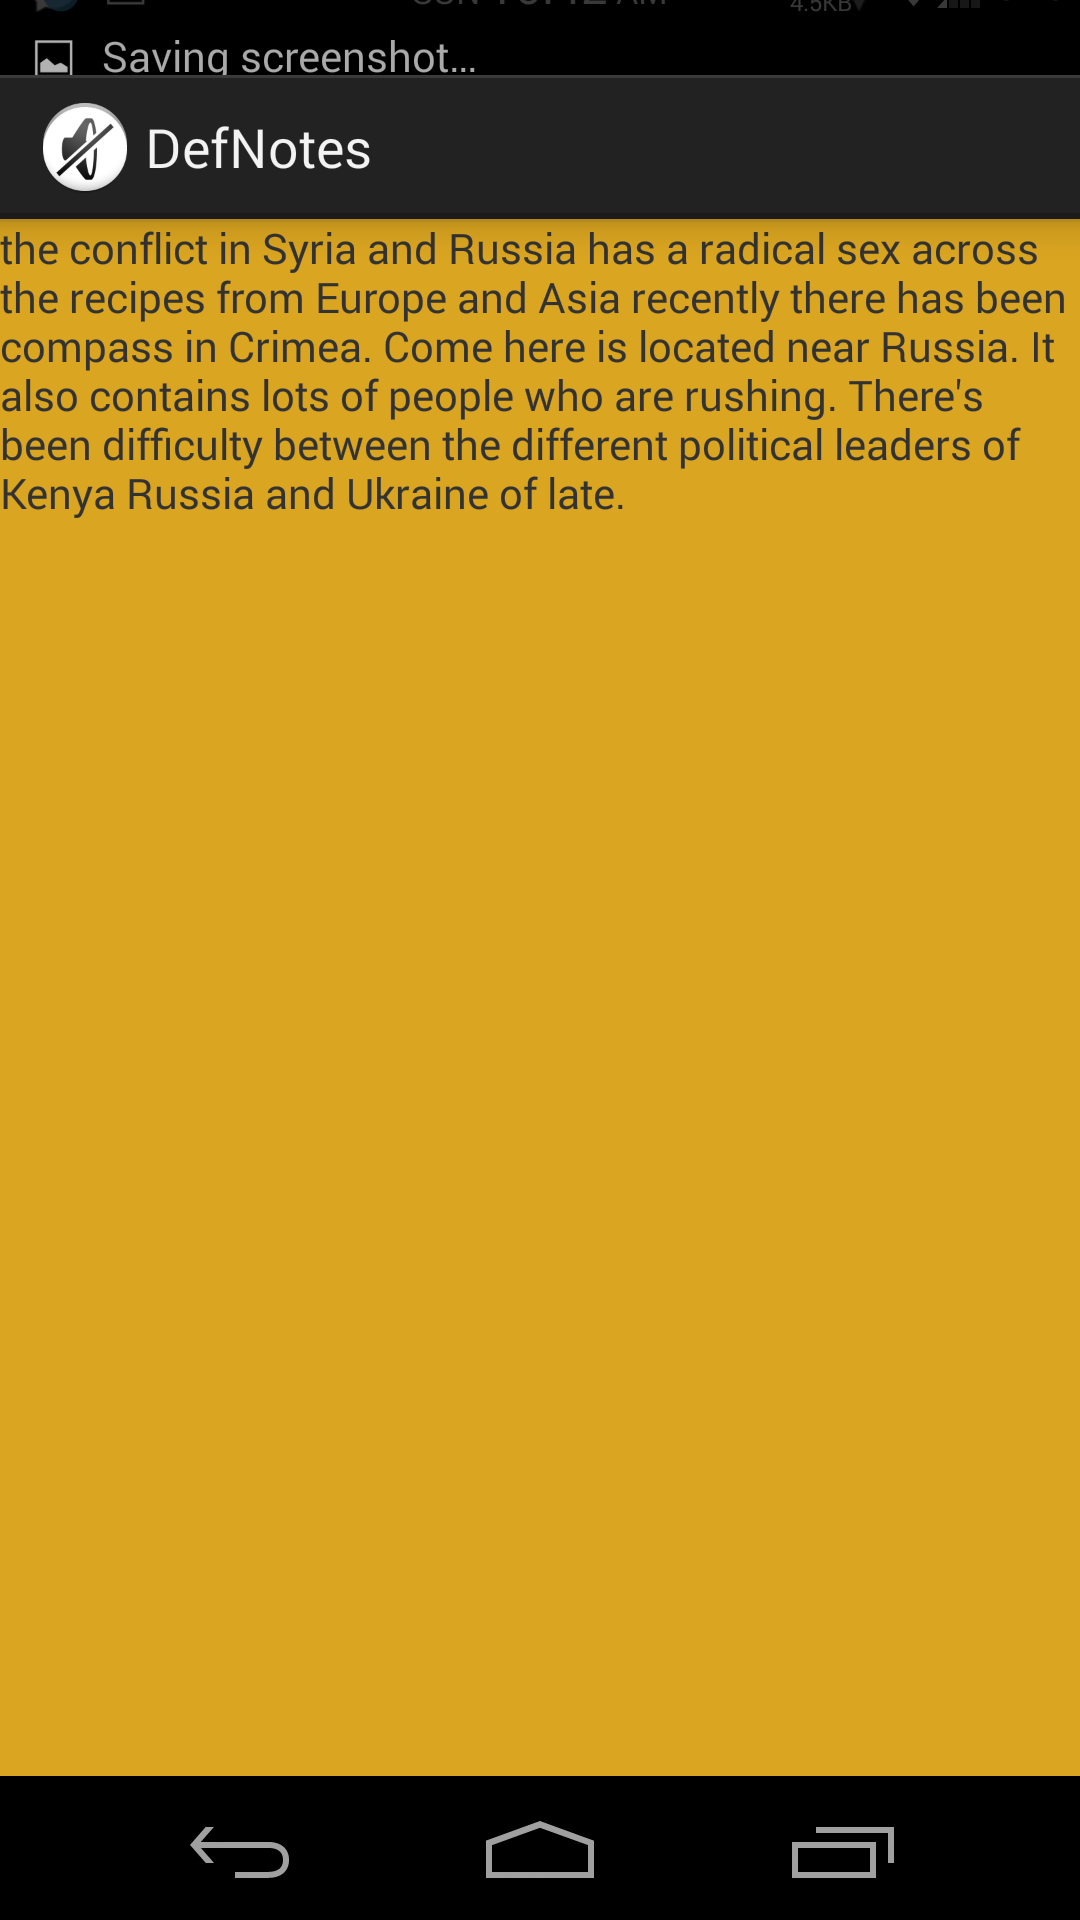 4.5KB
Saving screenshot...
DefNotes
the conflict in Syria and Russia has a radical sex across
the recipes from Europe and Asia recently there has been
compass in Crimea. Come here is located near Russia. It
also contains lots of people who are rushing. There's
been difficulty between the different political leaders of
Kenya Russia and Ukraine of late.